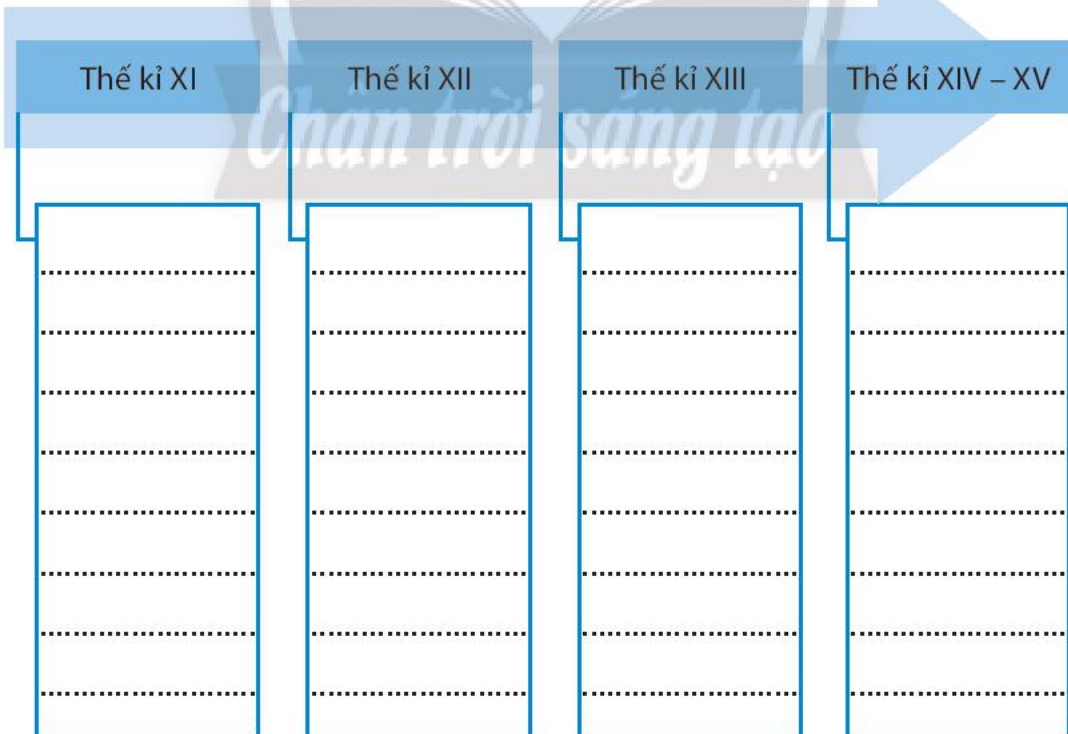 Thế kỉ XI
Thế kỉ XII
Thế kỉ XIII
Thế kỉ XIV – XV
Chân trời sáng tạo